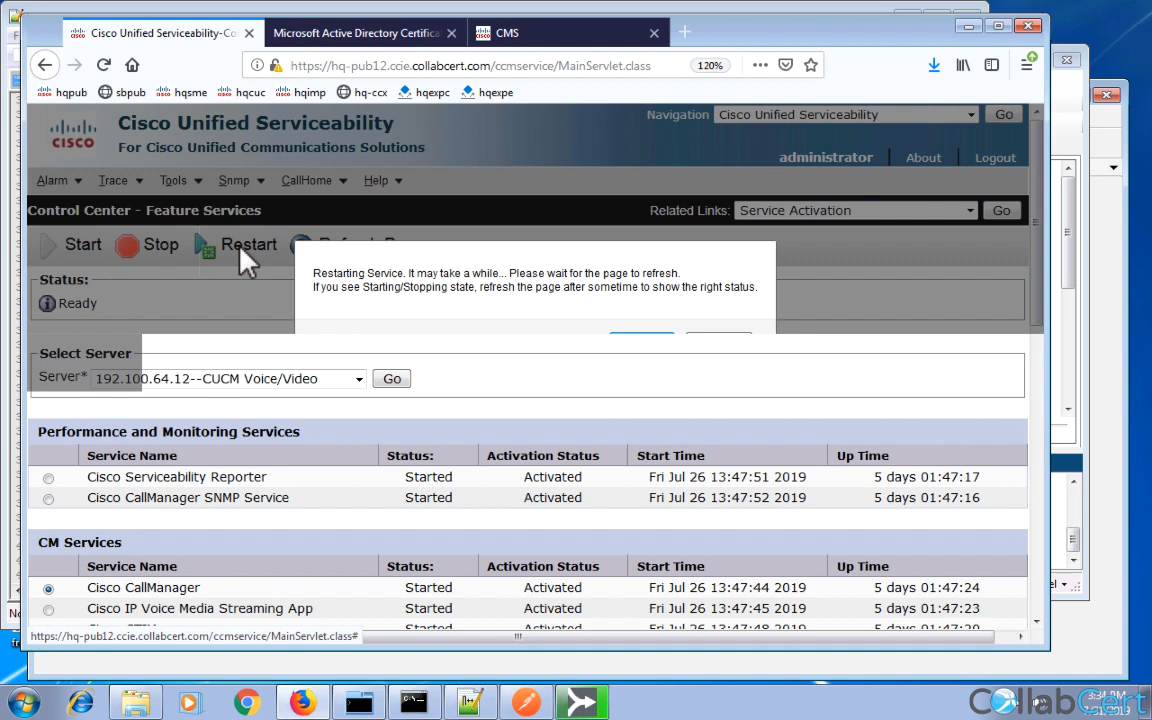 Cisco Unified Serviceability-Co
Microsoft Active Directory Certifica
CMS
https://hq-pub12.ccie.collabcert.com/ccmservice/MainServlet.class
120%
hqpub
sbpub
hqsme
hqcuc
hqimp
hq-ccx
hqexpc
hqexpe
cisco
Cisco Unified Serviceability
For Cisco Unified Communications Solutions
Navigation Cisco Unified Serviceability Go
administrator About Logout
Alarm Trace Tools Snmp CallHome Help
Control Center - Feature Services
Related Links: Service Activation Go
Start Stop Restart
Status:
Ready
Restarting Service. It may take a while... Please wait for the page to refresh.
If you see Starting/Stopping state, refresh the page after sometime to show the right status.
Select Server
Server* 192.100.64.12--CUCM Voice/Video Go
Performance and Monitoring Services
Service Name Status: Activation Status Start Time Up Time
Cisco Serviceability Reporter Started Activated Fri Jul 26 13:47:51 2019 5 days 01:47:17
Cisco CallManager SNMP Service Started Activated Fri Jul 26 13:47:52 2019 5 days 01:47:16
CM Services
Service Name Status: Activation Status Start Time Up Time
Cisco CallManager Started Activated Fri Jul 26 13:47:44 2019 5 days 01:47:24
Cisco IP Voice Media Streaming App Started Activated Fri Jul 26 13:47:45 2019 5 days 01:47:23
https://hq-pub12.ccie.collabcert.com/ccmservice/MainServlet.class#
CollabCert